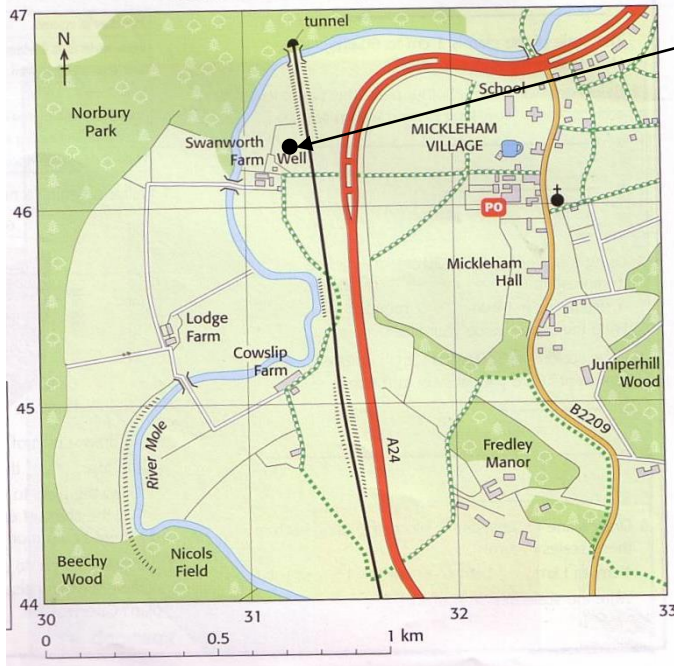 47
tunnel
N
Norbury
Park
School
MICKLEHAM
VILLAGE
Swanworth
Farm
Well
46
PO
Mickleham
Hall
Lodge
Farm
Cowslip
Farm
Juniperhill
Wood
45
B2209
River Mole
A24
Fredley
Manor
Beechy
Wood
Nicols
Field
44
30
31
32
33
0
0.5
1 km